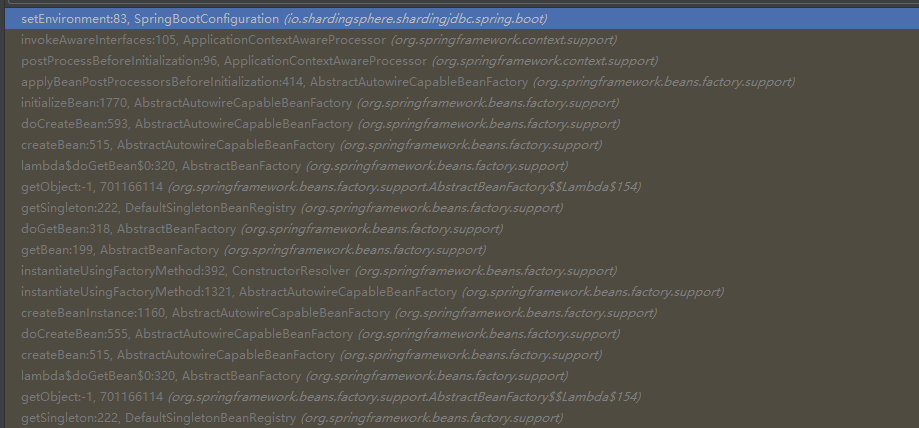 setEnvironment:83, SpringBootConfiguration (io.shardingsphere.shardingjdbc.spring.boot)
invokeAwareInterfaces:105, ApplicationContextAwareProcessor (org.springframework.context.support)
postProcessBeforeInitialization:96, ApplicationContextAwareProcessor (org.springframework.context.support)
applyBeanPostProcessorsBeforeInitialization:414, AbstractAutowireCapableBeanFactory (org.springframework.beans.factory.support)
initializeBean:1770, AbstractAutowireCapableBeanFactory (org.springframework.beans.factory.support)
doCreateBean:593, AbstractAutowireCapableBeanFactory (org.springframework.beans.factory.support)
createBean:515, AbstractAutowireCapableBeanFactory (org.springframework.beans.factory.support)
lambda$doGetBean$0:320, AbstractBeanFactory (org.springframework.beans.factory.support)
getObject:-1, 701166114 (org.springframework.beans.factory.support.AbstractBeanFactory$$Lambda$154)
getSingleton:222, DefaultSingletonBeanRegistry (org.springframework.beans.factory.support)
doGetBean:318, AbstractBeanFactory (org.springframework.beans.factory.support)
getBean:199, AbstractBeanFactory (org.springframework.beans.factory.support)
instantiateUsingFactoryMethod:392, ConstructorResolver (org.springframework.beans.factory.support)
instantiateUsingFactoryMethod:1321, AbstractAutowireCapableBeanFactory (org.springframework.beans.factory.support)
createBeanInstance:1160, AbstractAutowireCapableBeanFactory (org.springframework.beans.factory.support)
doCreateBean:555, AbstractAutowireCapableBeanFactory (org.springframework.beans.factory.support)
createBean:515, AbstractAutowireCapableBeanFactory (org.springframework.beans.factory.support)
lambda$doGetBean$0:320, AbstractBeanFactory (org.springframework.beans.factory.support)
getObject:-1, 701166114 (org.springframework.beans.factory.support.AbstractBeanFactory$$Lambda$154)
getSingleton:222, DefaultSingletonBeanRegistry (org.springframework.beans.factory.support)